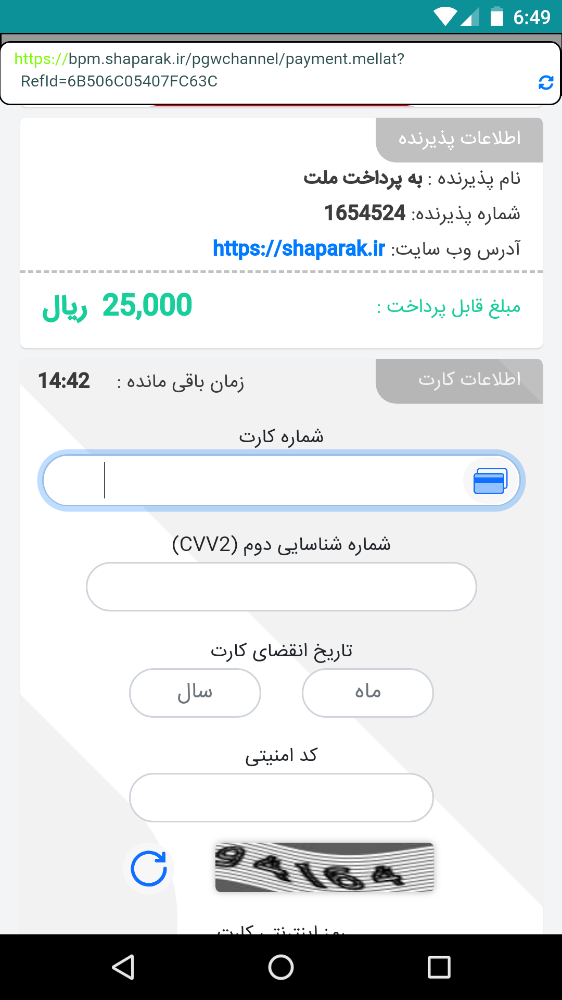 6:49
https://bpm.shaparak.ir/pgwchannel/payment.mellat?
RefId=6B506C05407FC63C
اطلاعات پذیرنده
نام پذیرنده : به پرداخت ملت
شماره پذیرنده: 1654524
آدرس وب سایت: https://shaparak.ir
مبلغ قابل پرداخت : 25,000 ریال
اطلاعات کارت
زمان باقی مانده : 14:42
شماره کارت
شماره شناسایی دوم (CVV2)
تاریخ انقضای کارت
ماه سال
کد امنیتی